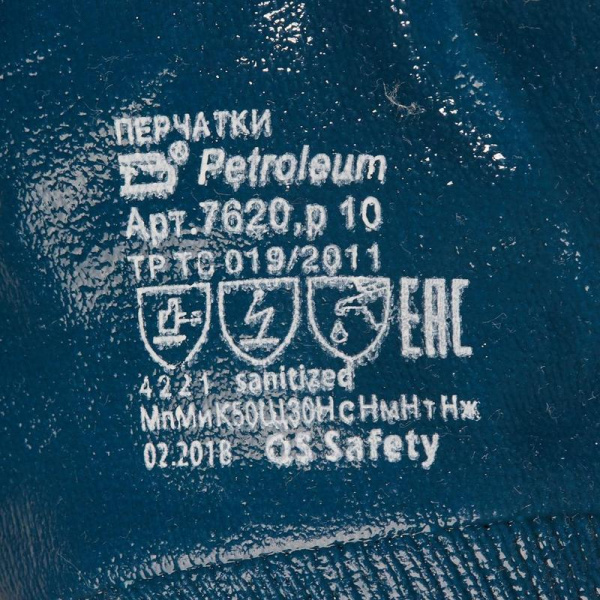 ПЕРЧАТКИ
® Petroleum
Арт.7620,р 10
ТР ТС 019/2011
EAC
4221 sanitized
МпМиК50Щ30НсНмНтНж
02.2018 QS Safety